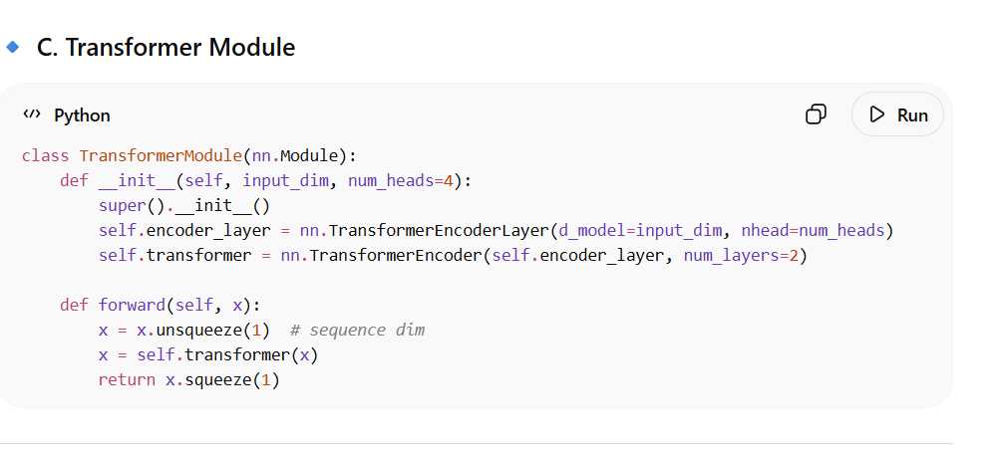 C. Transformer Module
Python
Run
class TransformerModule(nn.Module):
    def __init__(self, input_dim, num_heads=4):
        super().__init__()
        self.encoder_layer = nn.TransformerEncoderLayer(d_model=input_dim, nhead=num_heads)
        self.transformer = nn.TransformerEncoder(self.encoder_layer, num_layers=2)

    def forward(self, x):
        x = x.unsqueeze(1)  # sequence dim
        x = self.transformer(x)
        return x.squeeze(1)